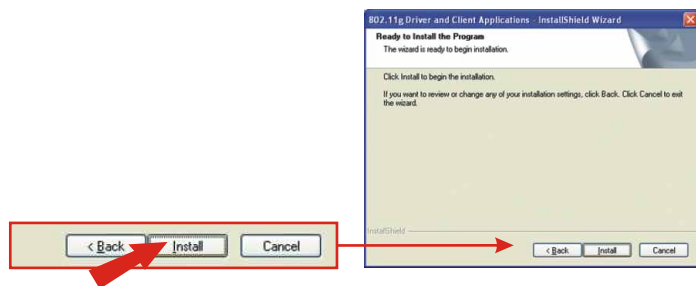 802.11g Driver and Client Applications - InstallShield Wizard
Ready to Install the Program
The wizard is ready to begin installation.
Click Install to begin the installation.
If you want to review or change any of your installation settings, click Back. Click Cancel to exit
the wizard.
InstallShield
< Back Install Cancel
< Back Install Cancel